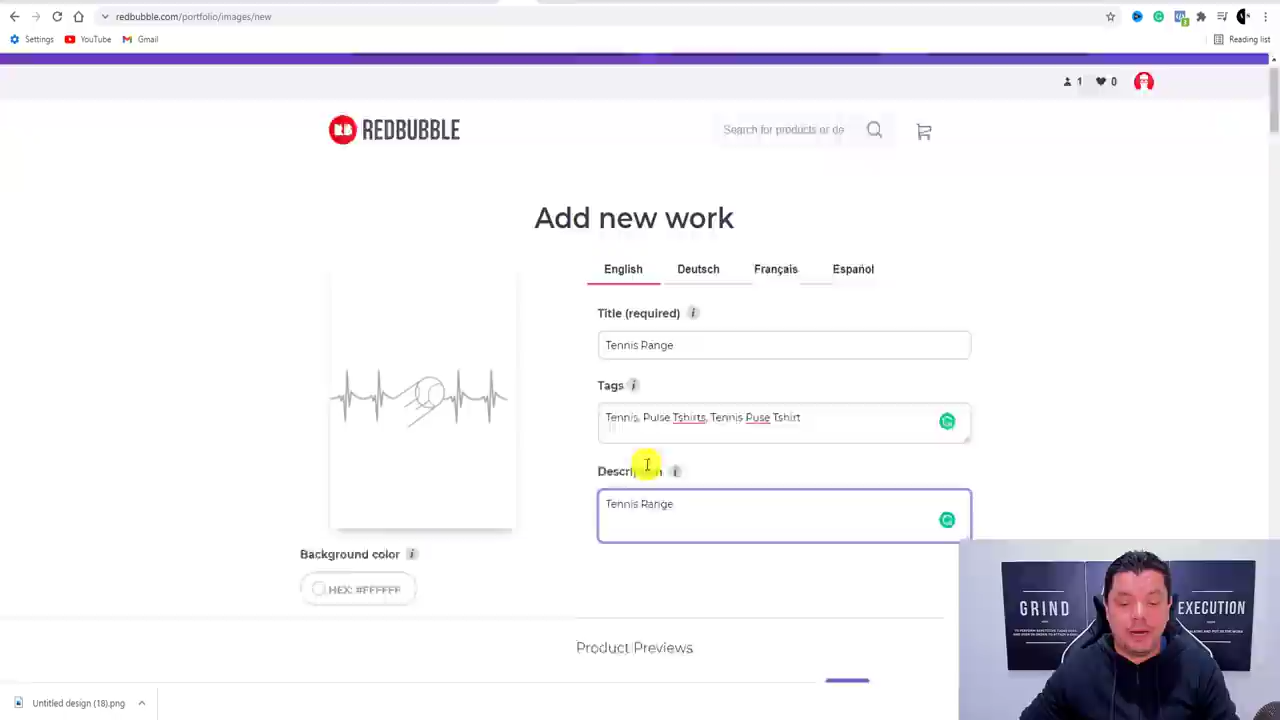 redbubble.com/portfolio/images/new
Settings
YouTube
Gmail
Reading list
1
0
REDBUBBLE
Search for products or de
Add new work
English
Deutsch
Français
Español
Title (required)
Tennis Range
Tags
Tennis, Pulse Tshirts, Tennis Puse Tshirt
Description
Tennis Range
Background color
HEX: #FFFFFF
GRIND
EXECUTION
Product Previews
Untitled design (18).png